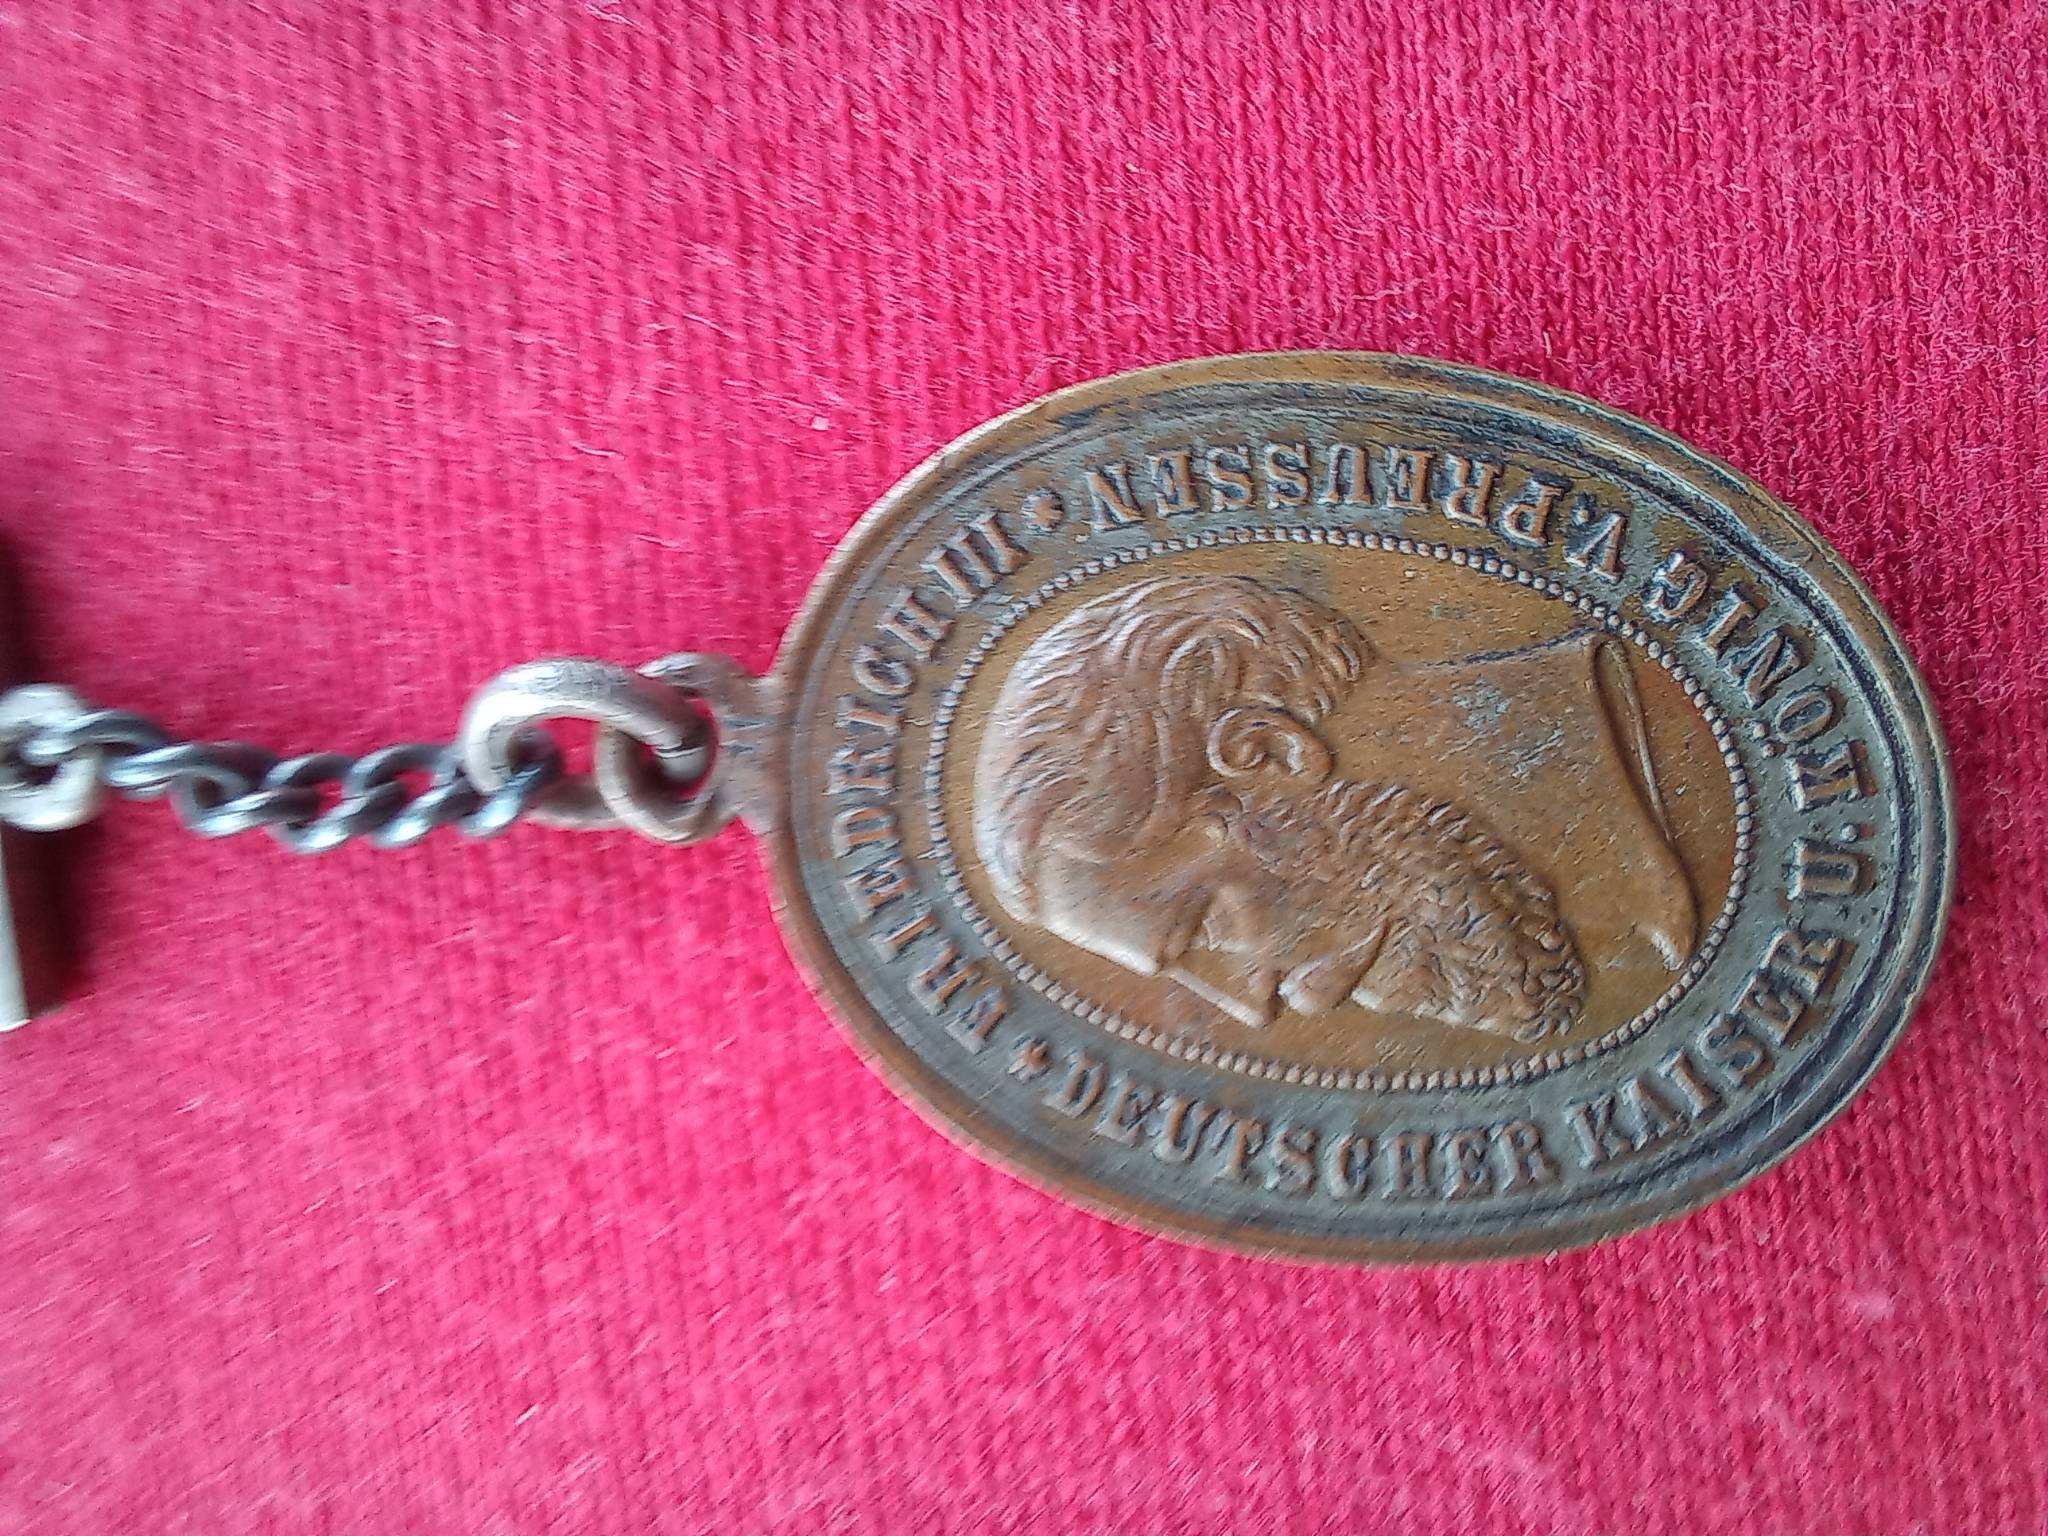 FRIEDRICH III
* DEUTSCHER KAISER U. KÖNIG V. PREUSSEN *